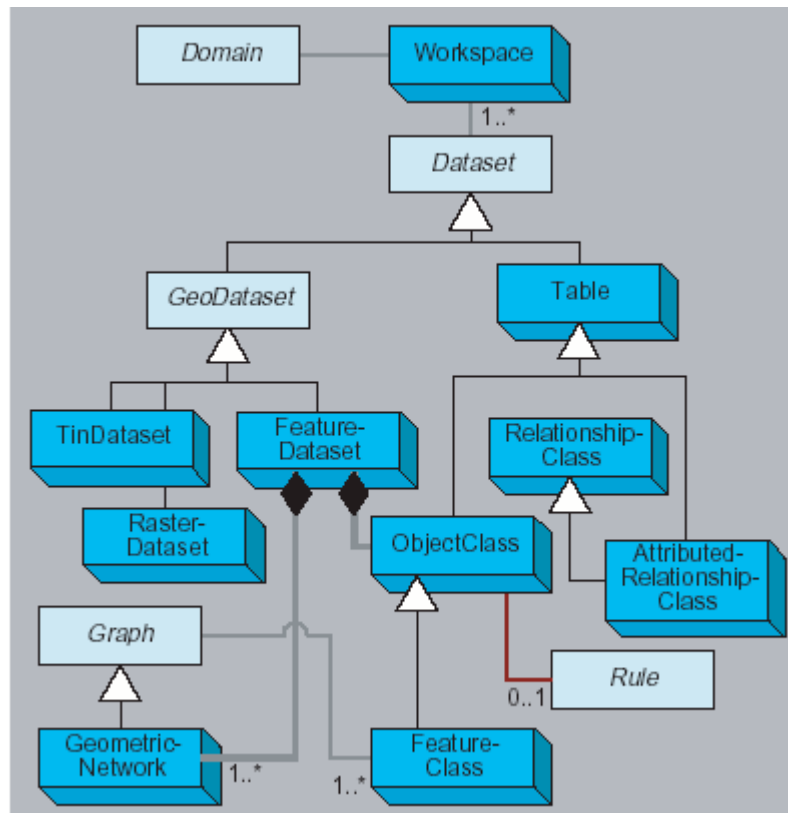 Domain
Workspace
1..*
Dataset
GeoDataset
Table
TinDataset
Feature-
Dataset
Relationship-
Class
Raster-
Dataset
ObjectClass
Attributed-
Relationship-
Class
Graph
Rule
0..1
Geometric-
Network
1..*
1..*
Feature-
Class